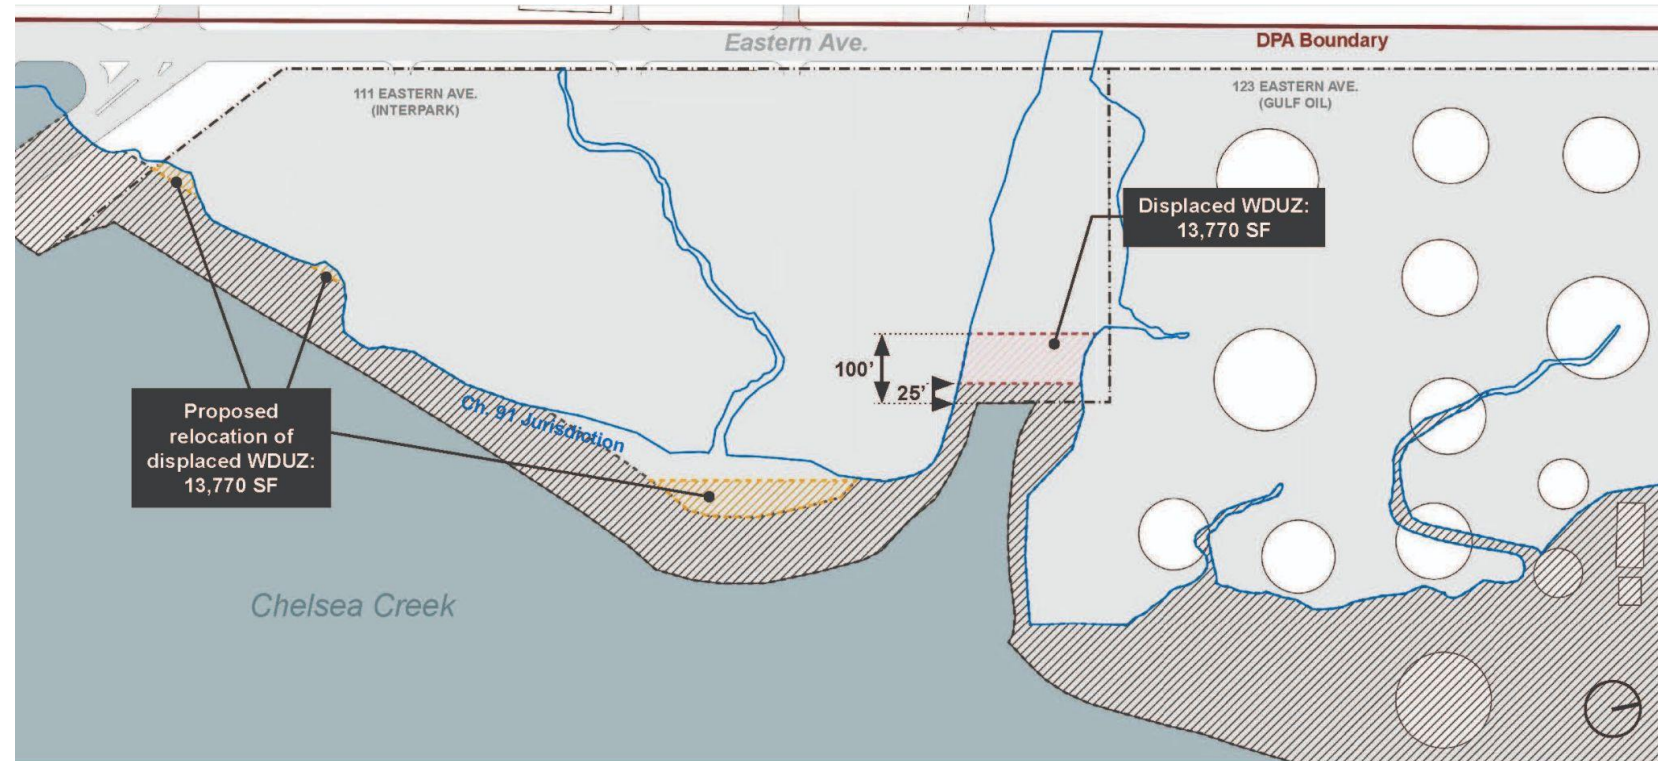 Eastern Ave.
DPA Boundary
111 EASTERN AVE.
(INTERPARK)
123 EASTERN AVE.
(GULF OIL)
Displaced WDUZ:
13,770 SF
100’
25’
Proposed
relocation of
displaced WDUZ:
13,770 SF
Ch. 91 Jurisdiction
Chelsea Creek